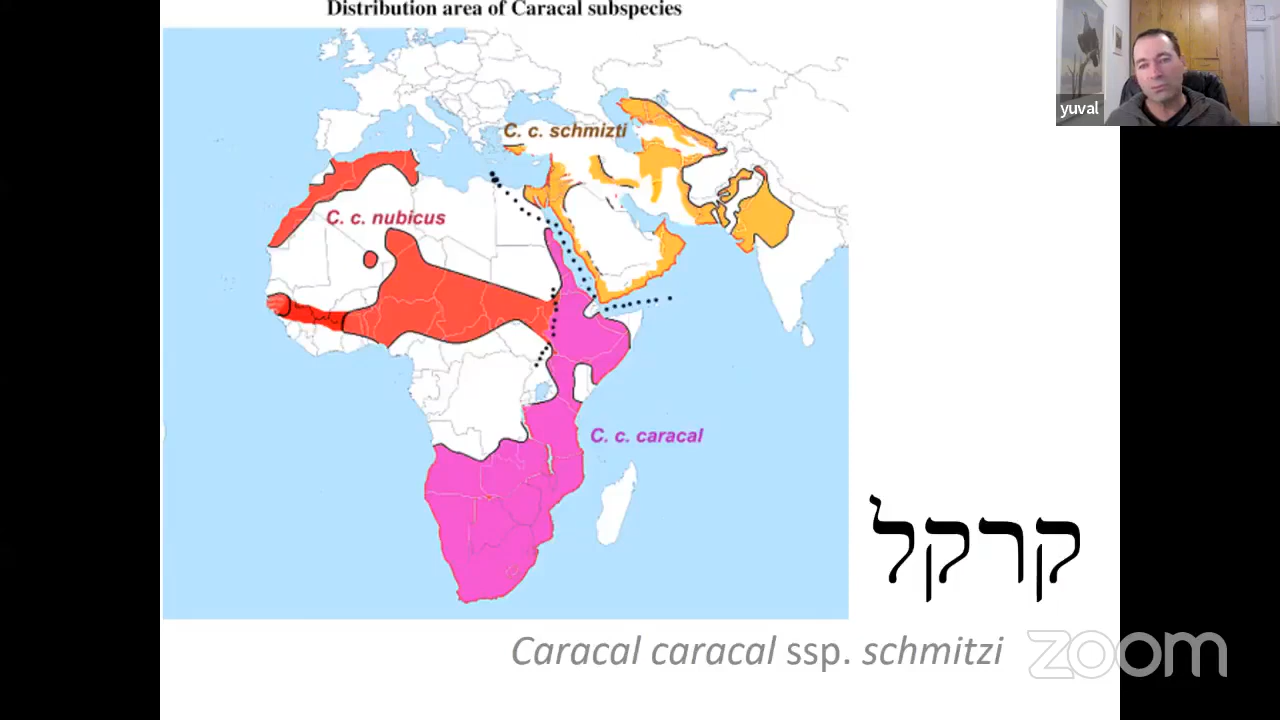 Distribution area of Caracal subspecies
yuval
C. c. schmizti
C. c. nubicus
C. c. caracal
קרקל
Caracal caracal ssp. schmitzi
zoom